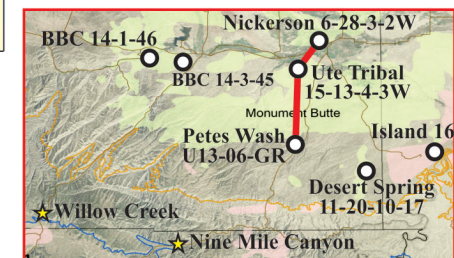 Nickerson 6-28-3-2W
BBC 14-1-46
BBC 14-3-45
Ute Tribal
15-13-4-3W
Monument Butte
Petes Wash
U13-06-GR
Island 16
Desert Spring
11-20-10-17
Willow Creek
Nine Mile Canyon